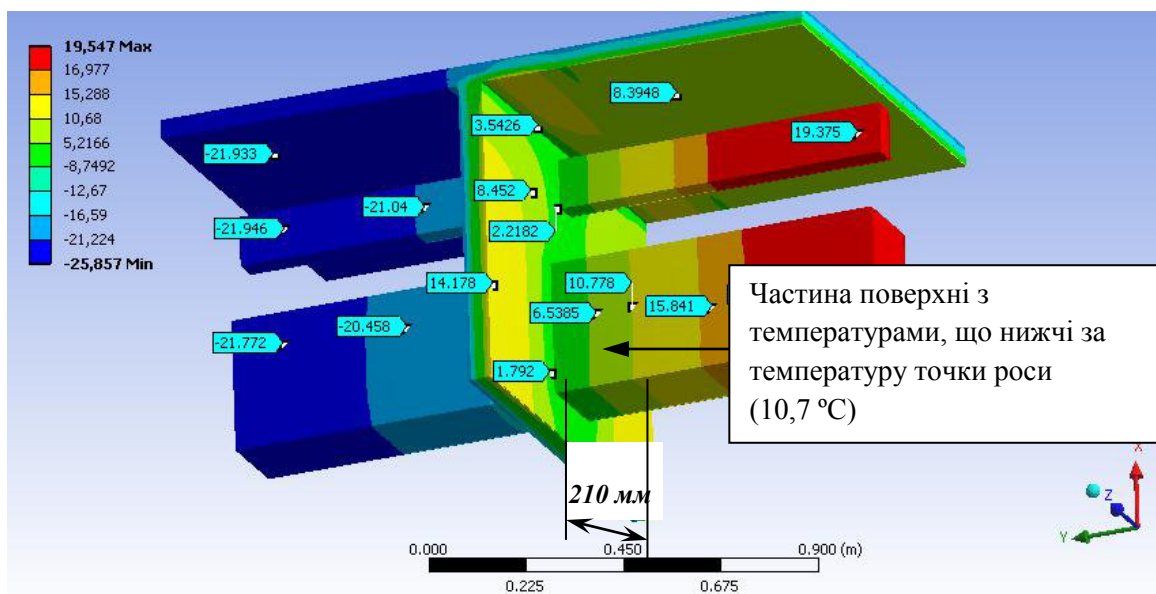 19,547 Max
16,977
15,288
10,68
5,2166
-8,7492
-12,67
-16,59
-21,224
-25,857 Min
8.3948
3.5426
19.375
-21.933
8.452
-21.04
-21.946
2.2182
14.178
10.778
6.5385
15.841
-20.458
-21.772
1.792
Частина поверхні з
температурами, що нижчі за
температуру точки роси
(10,7 ºС)
210 мм
X
Z
Y
0.000
0.450
0.900 (m)
0.225
0.675